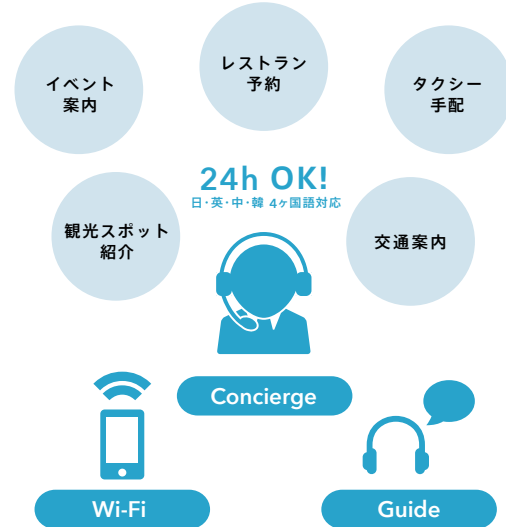 レストラン
予約
イベント
案内
タクシー
手配
24h OK!
日・英・中・韓 4ヶ国語対応
観光スポット
紹介
交通案内
Concierge
Wi-Fi
Guide